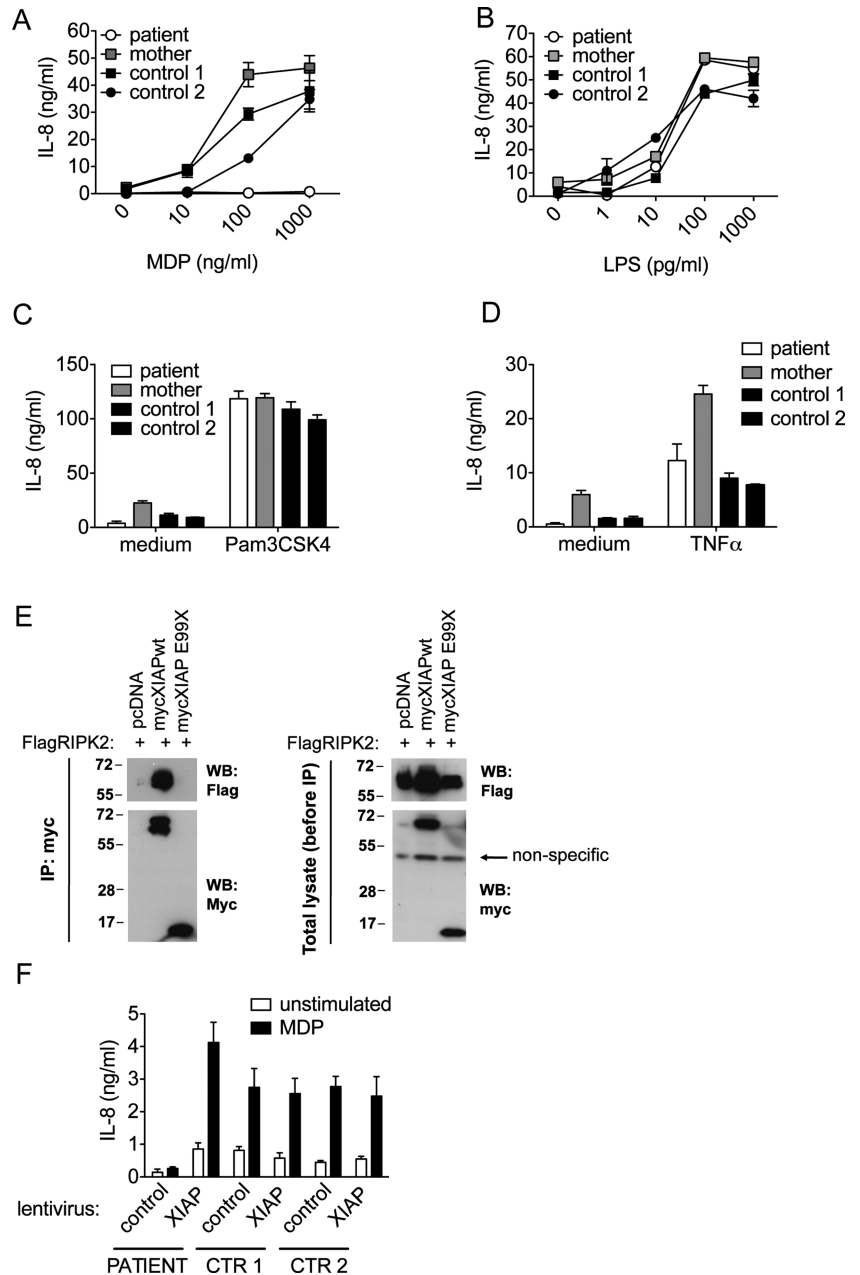 A
IL-8 (ng/ml)
60
50
40
30
20
10
0
patient
mother
control 1
control 2
0
10
100
1000
MDP (ng/ml)
B
IL-8 (ng/ml)
70
60
50
40
30
20
10
0
patient
mother
control 1
control 2
0
1
10
100
1000
LPS (pg/ml)
C
IL-8 (ng/ml)
150
100
50
0
patient
mother
control 1
control 2
medium
Pam3CSK4
D
IL-8 (ng/ml)
30
20
10
0
patient
mother
control 1
control 2
medium
TNFα
E
pcDNA
mycXIAPwt
mycXIAP E99X
FlagRIPK2: + + +
IP: myc
72
55
WB:
Flag
72
55
28
17
WB:
Myc
pcDNA
mycXIAPwt
mycXIAP E99X
FlagRIPK2: + + +
Total lysate (before IP)
72
55
WB:
Flag
72
55
28
17
non-specific
WB:
myc
F
IL-8 (ng/ml)
5
4
3
2
1
0
unstimulated
MDP
lentivirus:
control
XIAP
control
XIAP
control
XIAP
PATIENT
CTR 1
CTR 2